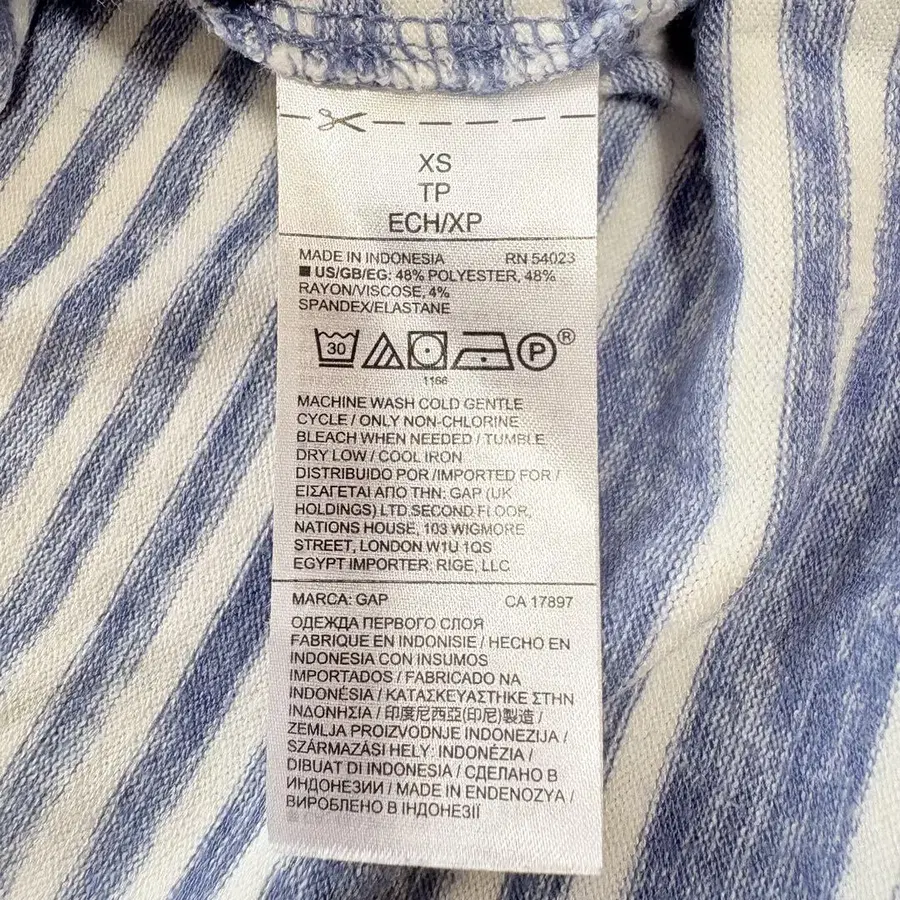 XS
TP
ECH/XP
MADE IN INDONESIA RN 54023
US/GB/EG: 48% POLYESTER, 48%
RAYON/VISCOSE, 4%
SPANDEX/ELASTANE
30 P ®
1166
MACHINE WASH COLD GENTLE
CYCLE / ONLY NON-CHLORINE
BLEACH WHEN NEEDED / TUMBLE
DRY LOW / COOL IRON
DISTRIBUIDO POR /IMPORTED FOR /
ΕΙΣΑΓΕΤΑΙ ΑΠΟ ΤΗΝ: GAP (UK
HOLDINGS) LTD.SECOND FLOOR,
NATIONS HOUSE, 103 WIGMORE
STREET, LONDON W1U 1QS
EGYPT IMPORTER: RIGE, LLC
MARCA: GAP CA 17897
ОДЕЖДА ПЕРВОГО СЛОЯ
FABRIQUE EN INDONISIE / HECHO EN
INDONESIA CON INSUMOS
IMPORTADOS / FABRICADO NA
INDONÉSIA / ΚΑΤΑΣΚΕΥΑΣΤΗΚΕ ΣΤΗΝ
ΙΝΔΟΝΗΣΙΑ / 印度尼西亞(印尼)製造 /
ZEMLJA PROIZVODNJE INDONEZIJA /
SZÁRMAZÁSI HELY: INDONÉZIA /
DIBUAT DI INDONESIA / СДЕЛАНО В
ИНДОНЕЗИИ / MADE IN ENDENOZYA /
ВИРОБЛЕНО В ІНДОНЕЗІЇ